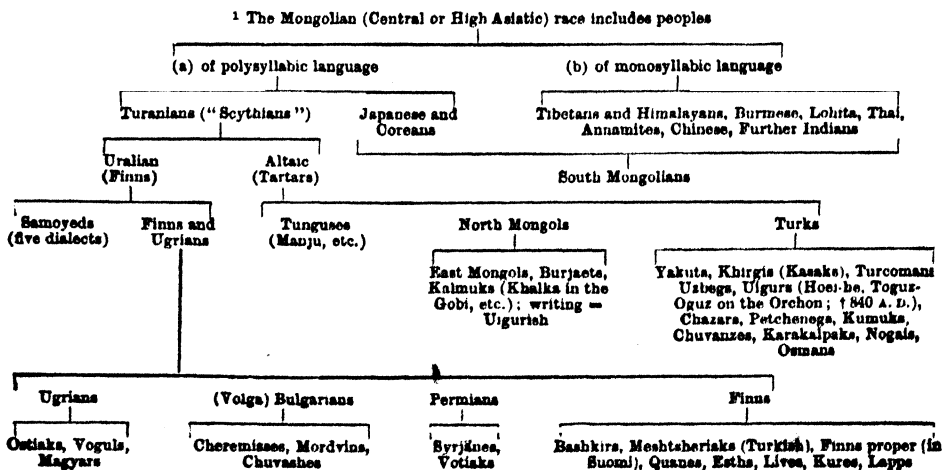 ¹ The Mongolian (Central or High Asiatic) race includes peoples
(a) of polysyllabic language
(b) of monosyllabic language
Turanians ("Scythians")
Japanese and
Coreans
Tibetans and Himalayans, Burmese, Lohita, Thai,
Annamites, Chinese, Further Indians
Uralian
(Finns)
Altaic
(Tartars)
South Mongolians
Samoyeds
(five dialects)
Finns and
Ugrians
Tunguses
(Manju, etc.)
North Mongols
Turks
East Mongols, Burjaets,
Kalmuks (Khalka in the
Gobi, etc.); writing =
Uigurish
Yakuts, Khirgis (Kasaks), Turcomans
Uzbegs, Uigurs (Hoei-he, Toguz-
Oguz on the Orchon; † 840 A. D.),
Chazars, Petchenegs, Kumuks,
Chuvanzes, Karakalpaks, Nogais,
Osmans
Ugrians
(Volga) Bulgarians
Permians
Finns
Ostiaks, Voguls,
Magyars
Cheremisses, Mordvins,
Chuvashes
Syrjänes,
Votiaks
Bashkirs, Meshtsheriaks (Turkish), Finns proper (in
Suomi), Quanes, Esths, Lives, Kures, Lapps